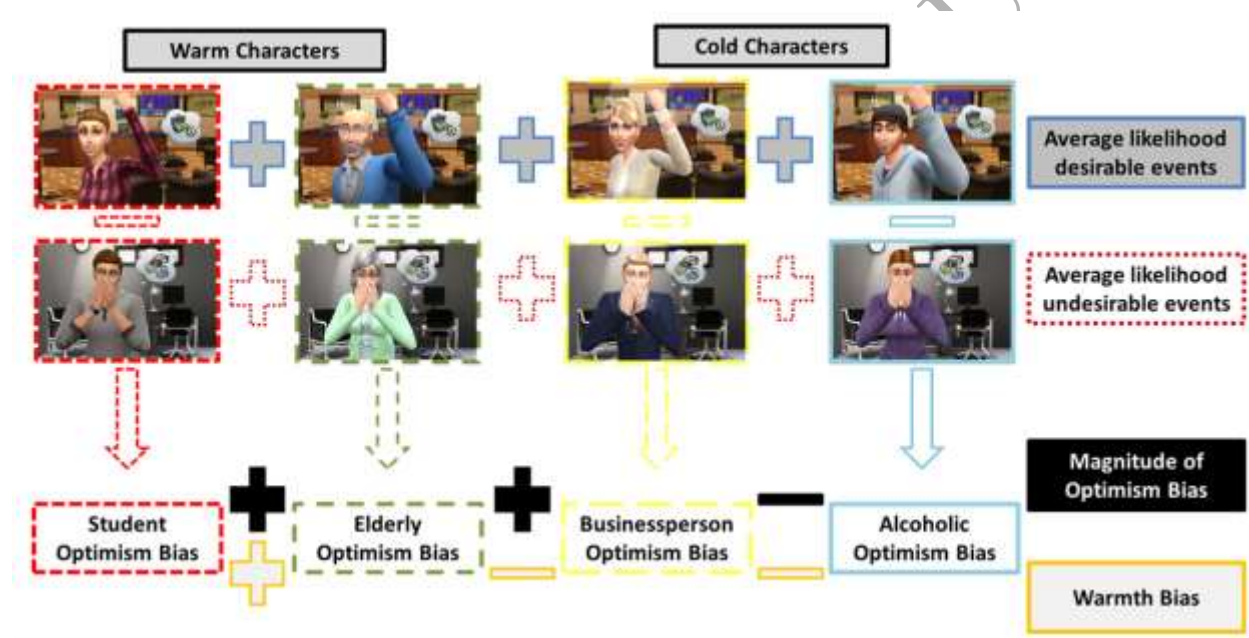 Warm Characters
Cold Characters
Average likelihood
desirable events
Average likelihood
undesirable events
Magnitude of
Optimism Bias
Student
Optimism Bias
Elderly
Optimism Bias
Businessperson
Optimism Bias
Alcoholic
Optimism Bias
Warmth Bias